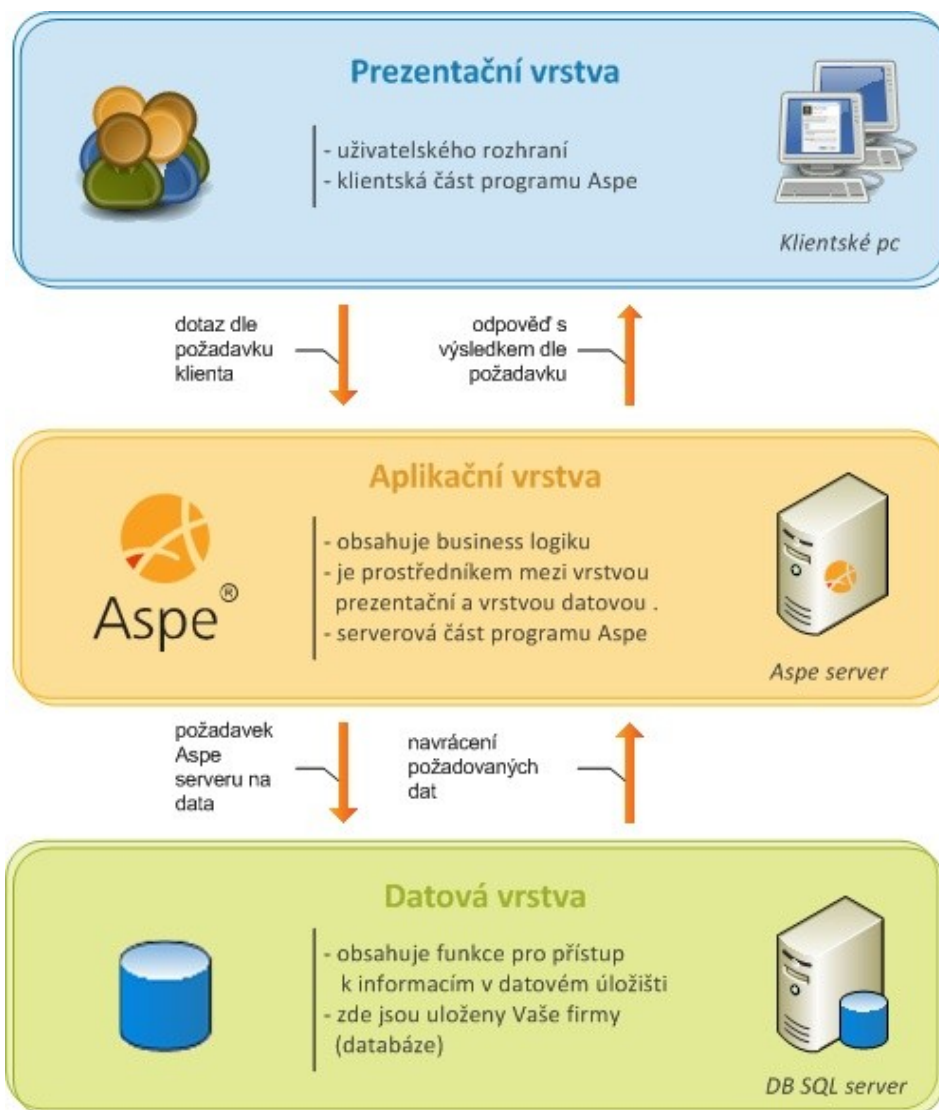 Prezentační vrstva
- uživatelského rozhraní
- klientská část programu Aspe
Klientské pc
dotaz dle
požadavku
klienta
odpověď s
výsledkem dle
požadavku
Aplikační vrstva
Aspe®
- obsahuje business logiku
- je prostředníkem mezi vrstvou
prezentační a vrstvou datovou .
- serverová část programu Aspe
Aspe server
požadavek
Aspe
serveru na
data
navrácení
požadovaných
dat
Datová vrstva
- obsahuje funkce pro přístup
k informacím v datovém úložišti
- zde jsou uloženy Vaše firmy
(databáze)
DB SQL server